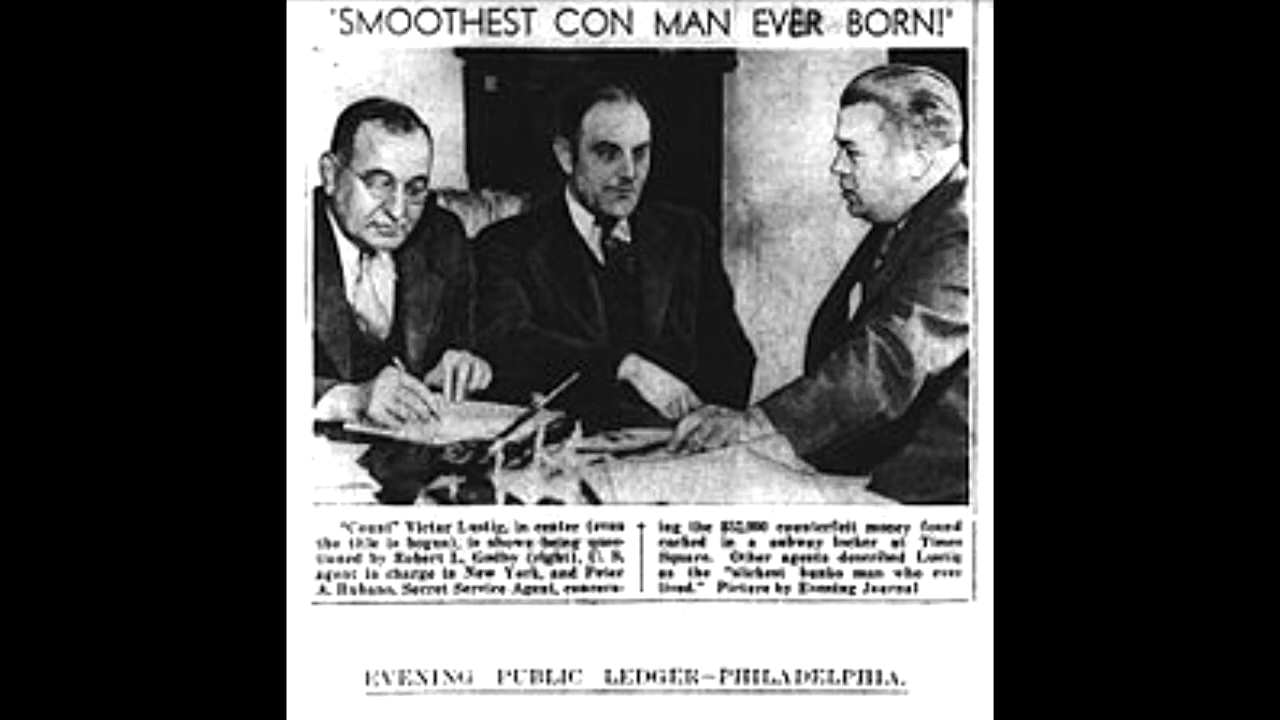 'SMOOTHEST CON MAN EVER BORN!'
"Count" Victor Lustig, in center (even
the title is bogus), is shown being ques-
tioned by Robert L. Godby (right), U. S.
agent in charge in New York, and Peter
A. Rubano, Secret Service Agent, concern-
ing the $52,000 counterfeit money found
cached in a subway locker at Times
Square. Other agents described Lustig
as the "slickest bunko man who ever
lived." Picture by Evening Journal
EVENING PUBLIC LEDGER—PHILADELPHIA.